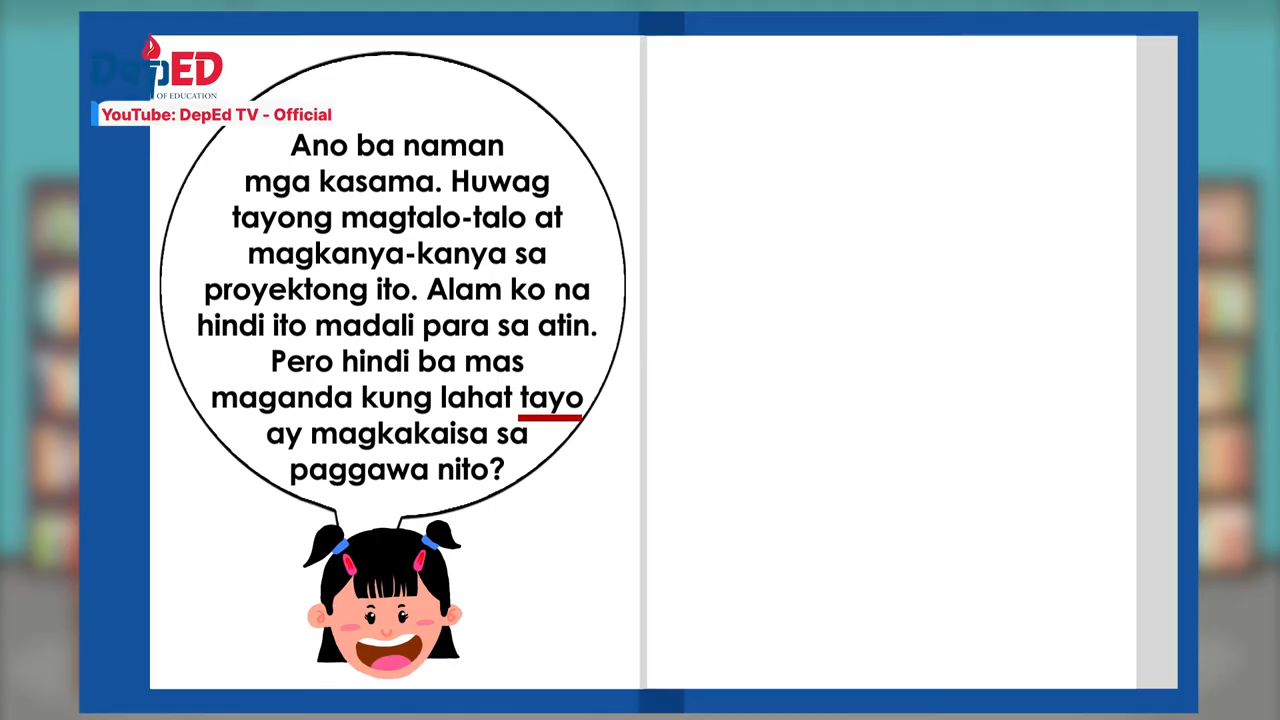 DepED
OF EDUCATION
YouTube: DepEd TV - Official
Ano ba naman
mga kasama. Huwag
tayong magtalo-talo at
magkanya-kanya sa
proyektong ito. Alam ko na
hindi ito madali para sa atin.
Pero hindi ba mas
maganda kung lahat tayo
ay magkakaisa sa
paggawa nito?